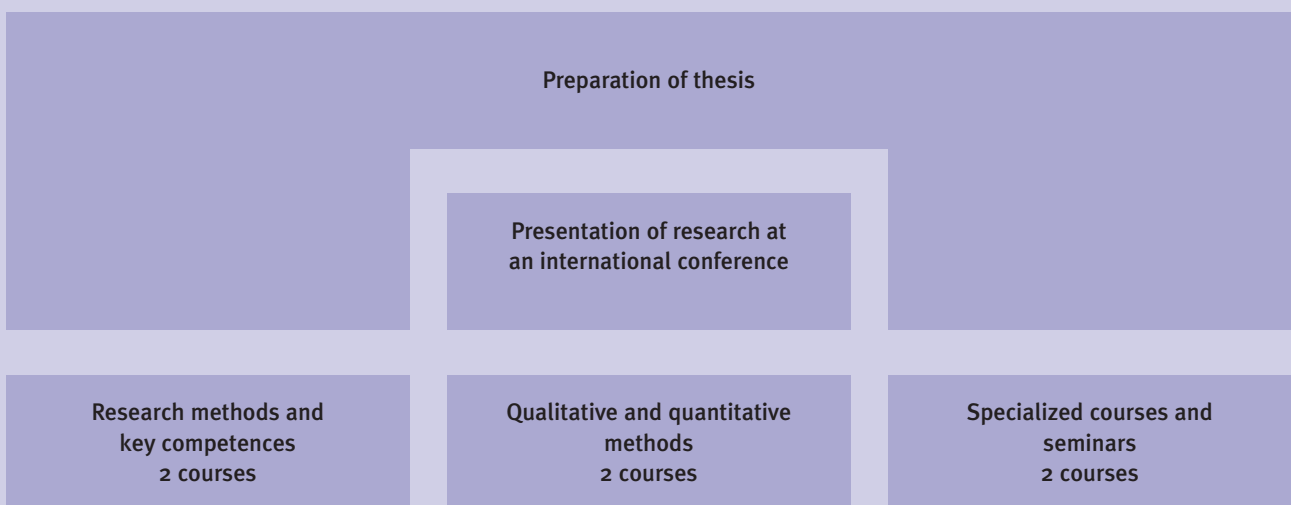 Preparation of thesis
Presentation of research at
an international conference
Research methods and
key competences
2 courses
Qualitative and quantitative
methods
2 courses
Specialized courses and
seminars
2 courses